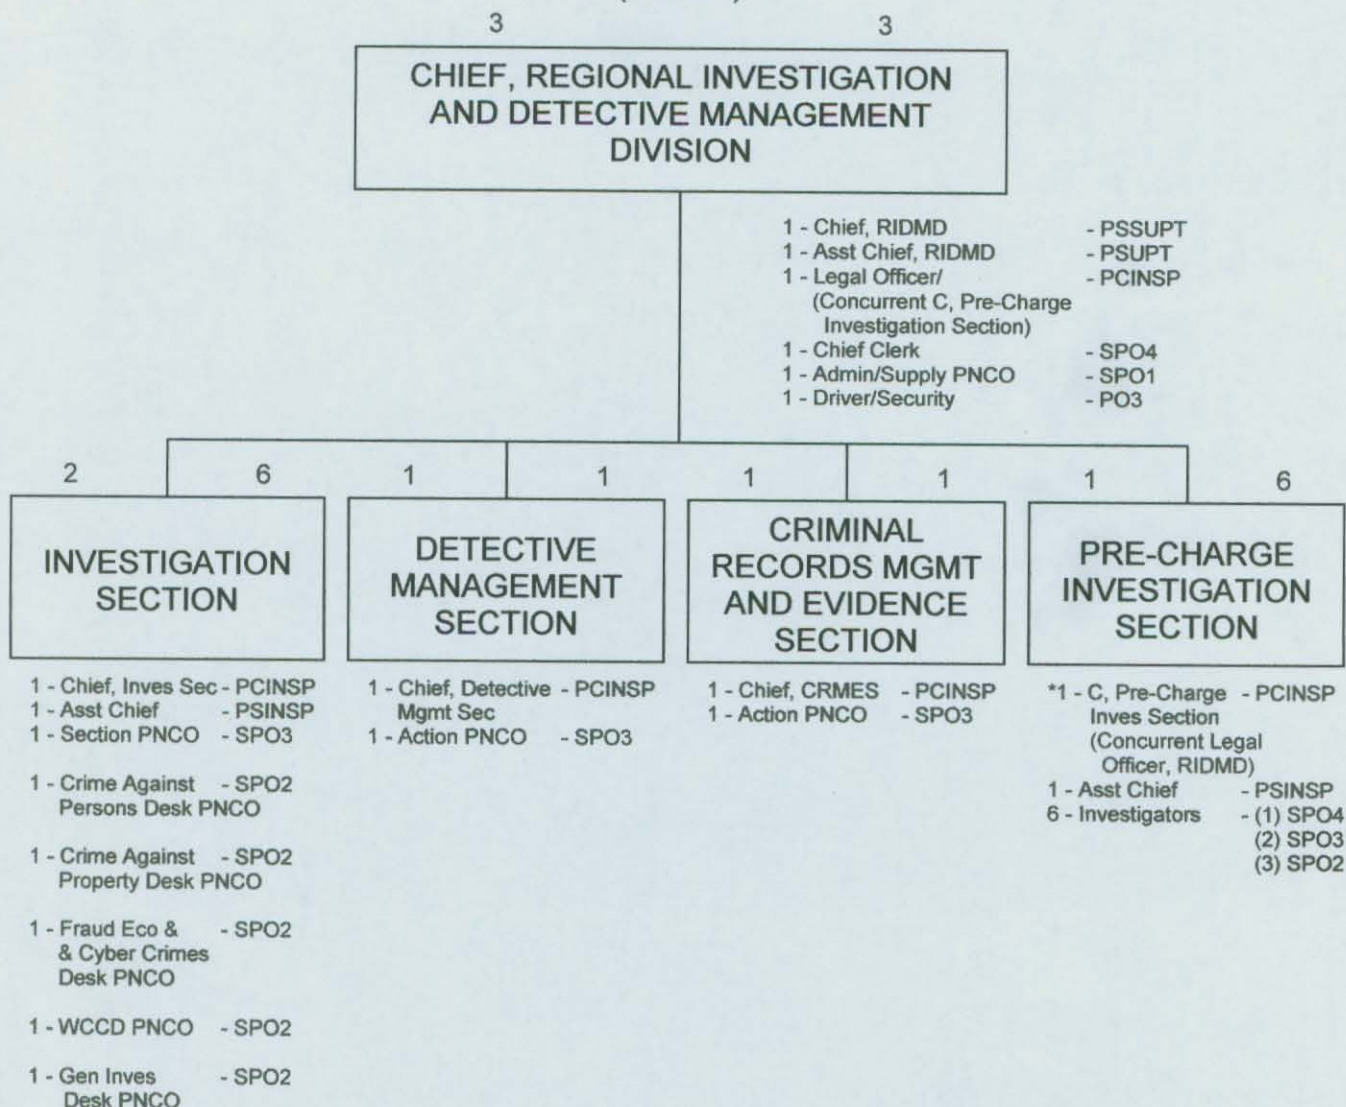 3 3
CHIEF, REGIONAL INVESTIGATION
AND DETECTIVE MANAGEMENT
DIVISION
1 - Chief, RIDMD - PSSUPT
1 - Asst Chief, RIDMD - PSUPT
1 - Legal Officer/ - PCINSP
(Concurrent C, Pre-Charge
Investigation Section)
1 - Chief Clerk - SPO4
1 - Admin/Supply PNCO - SPO1
1 - Driver/Security - PO3
2 6
INVESTIGATION
SECTION
1 - Chief, Inves Sec - PCINSP
1 - Asst Chief - PSINSP
1 - Section PNCO - SPO3
1 - Crime Against - SPO2
Persons Desk PNCO
1 - Crime Against - SPO2
Property Desk PNCO
1 - Fraud Eco & - SPO2
& Cyber Crimes
Desk PNCO
1 - WCCD PNCO - SPO2
1 - Gen Inves - SPO2
Desk PNCO
1 1
DETECTIVE
MANAGEMENT
SECTION
1 - Chief, Detective - PCINSP
Mgmt Sec
1 - Action PNCO - SPO3
1 1
CRIMINAL
RECORDS MGMT
AND EVIDENCE
SECTION
1 - Chief, CRMES - PCINSP
1 - Action PNCO - SPO3
1 6
PRE-CHARGE
INVESTIGATION
SECTION
*1 - C, Pre-Charge - PCINSP
Inves Section
(Concurrent Legal
Officer, RIDMD)
1 - Asst Chief - PSINSP
6 - Investigators - (1) SPO4
(2) SPO3
(3) SPO2